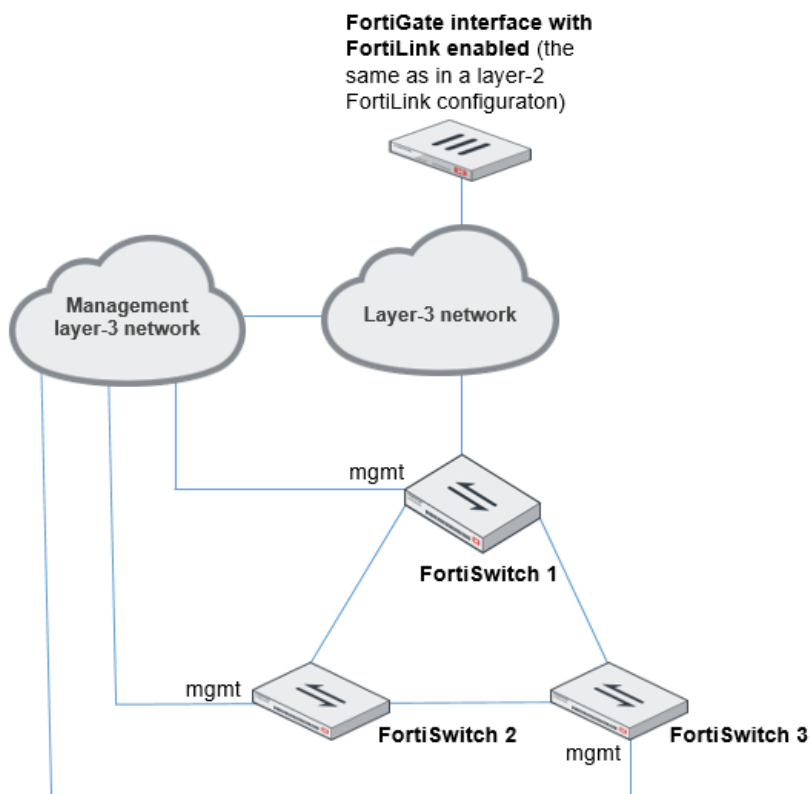 FortiGate interface with
FortiLink enabled (the
same as in a layer-2
FortiLink configuraton)
Management
layer-3 network
Layer-3 network
mgmt
FortiSwitch 1
mgmt
FortiSwitch 2
FortiSwitch 3
mgmt